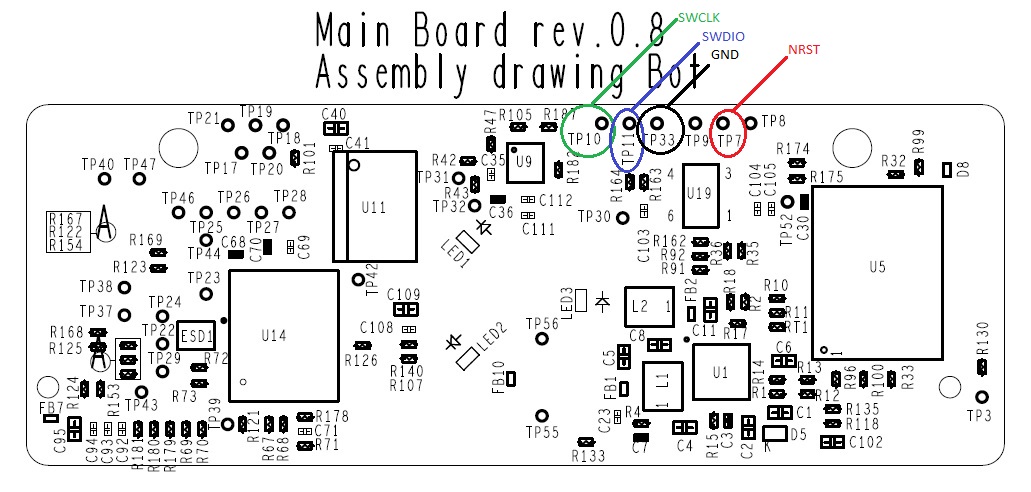 SWCLK
Main Board rev.0.8
SWDIO
Assembly drawing Bot
GND
NRST
TP21 TP19 C40 R105 R187
TP18 C41 R47 TP10 TP11 TP33 TP9 TP7 TP8
TP17 TP20 R101 R42 C35 U9 R182 R174 R99
TP40 TP47 TP31 R43 R164 R163 4 3 C104 C105 R175 R32 D8
TP46 TP26 TP28 U11 TP32 C36 C112 U19 C30
R167 TP25 TP27 C111 TP30 6 1 TP52
R122
R154
R169 TP44 C68 C70 C69 LED1 C103 R162 R36 R35
R123 R92
TP38 TP23 TP42 R91 U5
TP37 TP24 C109 LED3 L2 1 FB2 R18 R2 R10
R168 TP22 ESD1 U14 C108 LED2 TP56 C11 R11
R125 A R17 RT1
A TP29 R72 R126 R140 C8 C6 1 R130
R124 R153 R73 R107 FB10 C5 FB1 L1 U1 R14 R13 R96 R100 R33
FB7 TP43 TP39 1 R1 R12 TP3
C95 C94 C93 C92 R121 R178 TP55 C23 R4 C1 R135
R181 R180 R179 R69 R70 R67 R68 C71 R15 C3 C2 D5 R118
R71 R133 C7 C4 K C102